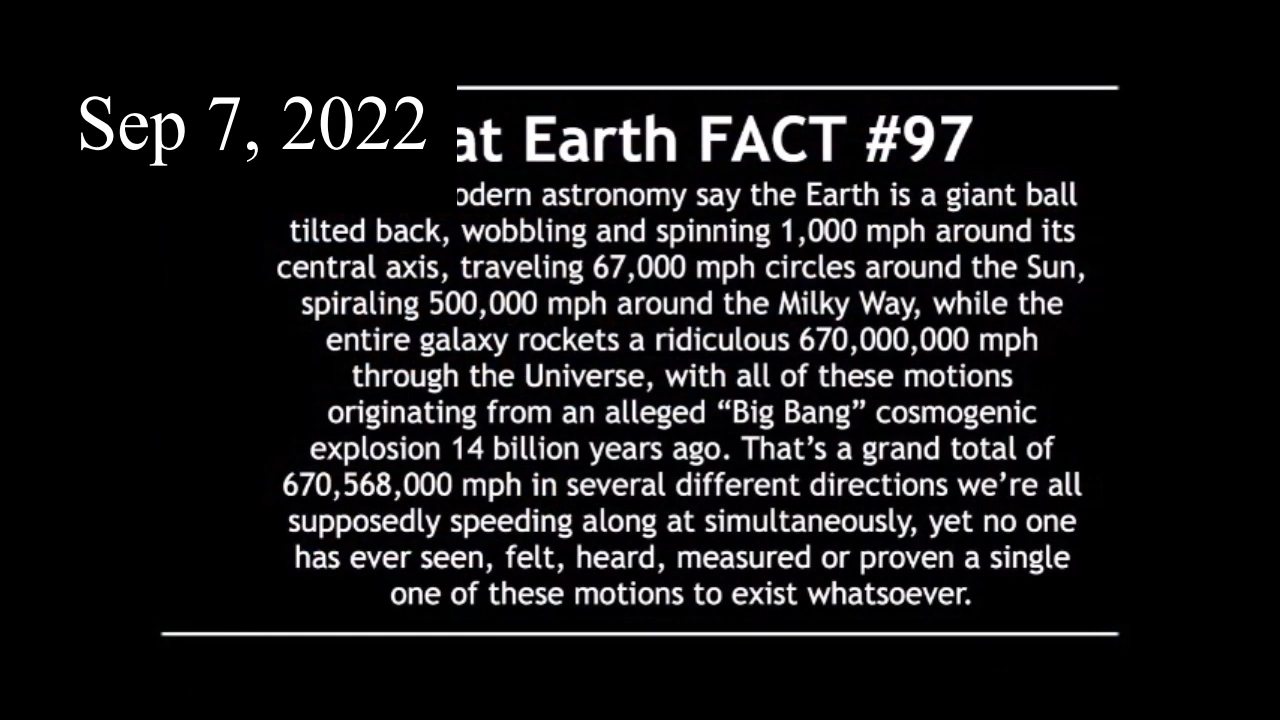 Sep 7, 2022
at Earth FACT #97
odern astronomy say the Earth is a giant ball
tilted back, wobbling and spinning 1,000 mph around its
central axis, traveling 67,000 mph circles around the Sun,
spiraling 500,000 mph around the Milky Way, while the
entire galaxy rockets a ridiculous 670,000,000 mph
through the Universe, with all of these motions
originating from an alleged “Big Bang” cosmogenic
explosion 14 billion years ago. That’s a grand total of
670,568,000 mph in several different directions we’re all
supposedly speeding along at simultaneously, yet no one
has ever seen, felt, heard, measured or proven a single
one of these motions to exist whatsoever.